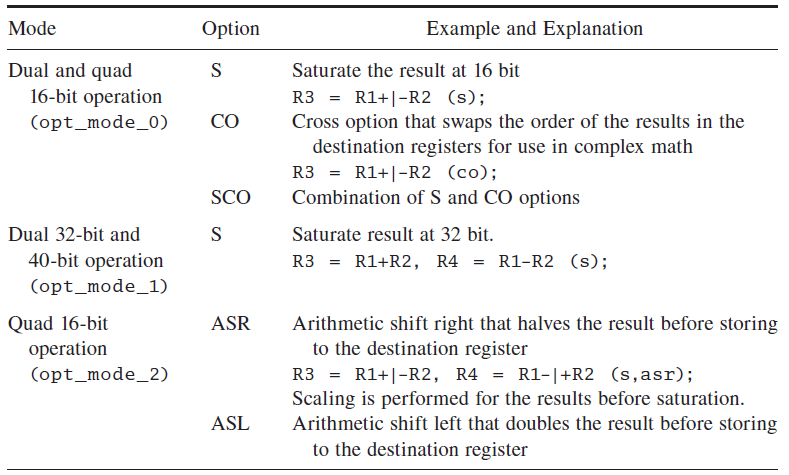 Mode Option Example and Explanation
Dual and quad S Saturate the result at 16 bit
16-bit operation R3 = R1+|-R2 (s);
(opt_mode_0) CO Cross option that swaps the order of the results in the
destination registers for use in complex math
R3 = R1+|-R2 (co);
SCO Combination of S and CO options
Dual 32-bit and S Saturate result at 32 bit.
40-bit operation R3 = R1+R2, R4 = R1-R2 (s);
(opt_mode_1)
Quad 16-bit ASR Arithmetic shift right that halves the result before storing
operation to the destination register
(opt_mode_2) R3 = R1+|-R2, R4 = R1-|+R2 (s,asr);
Scaling is performed for the results before saturation.
ASL Arithmetic shift left that doubles the result before storing
to the destination register